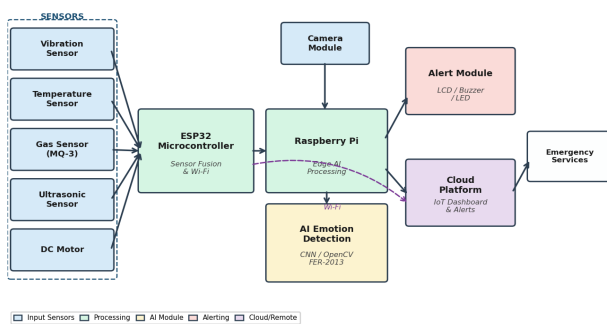 SENSORS
Vibration
Sensor
Temperature
Sensor
Gas Sensor
(MQ-3)
Ultrasonic
Sensor
DC Motor
ESP32
Microcontroller
Sensor Fusion
& Wi-Fi
Camera
Module
Raspberry Pi
Edge AI
Processing
Wi-Fi
AI Emotion
Detection
CNN / OpenCV
FER-2013
Alert Module
LCD / Buzzer
/ LED
Cloud
Platform
IoT Dashboard
& Alerts
Emergency
Services
Input Sensors Processing AI Module Alerting Cloud/Remote